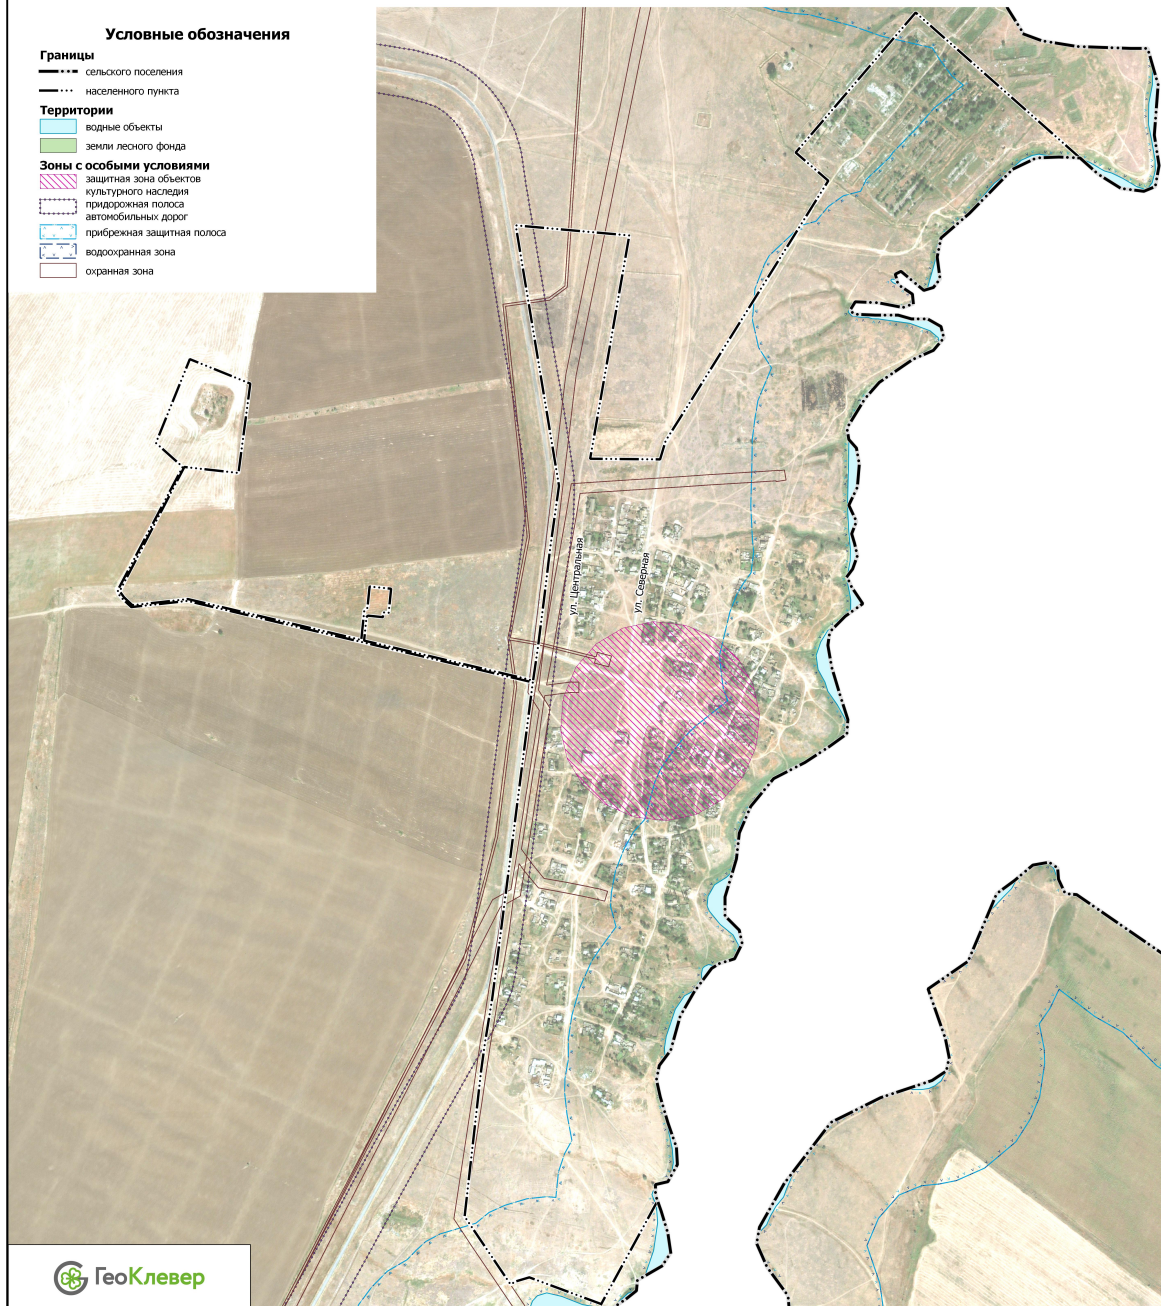 Условные обозначения
Границы
сельского поселения
населенного пункта
Территории
водные объекты
земли лесного фонда
Зоны с особыми условиями
защитная зона объектов
культурного наследия
придорожная полоса
автомобильных дорог
прибрежная защитная полоса
водоохранная зона
охранная зона
ул. Центральная
ул. Северная
ГеоКлевер